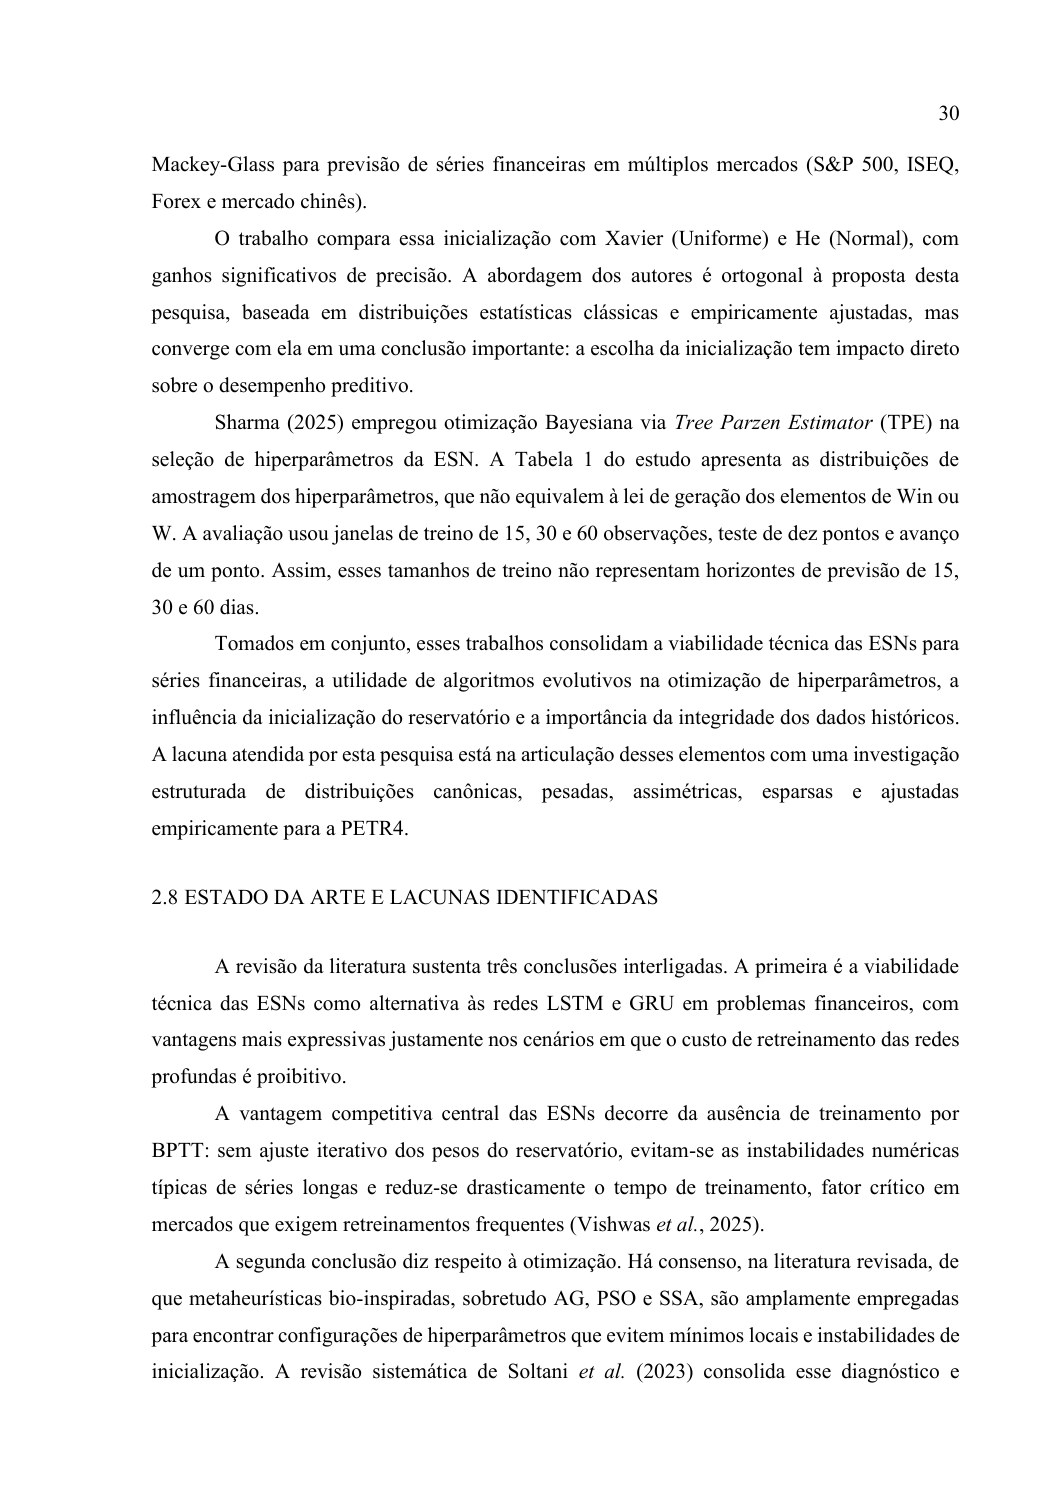 30
Mackey-Glass para previsão de séries financeiras em múltiplos mercados (S&P 500, ISEQ,
Forex e mercado chinês).
O trabalho compara essa inicialização com Xavier (Uniforme) e He (Normal), com
ganhos significativos de precisão. A abordagem dos autores é ortogonal à proposta desta
pesquisa, baseada em distribuições estatísticas clássicas e empiricamente ajustadas, mas
converge com ela em uma conclusão importante: a escolha da inicialização tem impacto direto
sobre o desempenho preditivo.
Sharma (2025) empregou otimização Bayesiana via Tree Parzen Estimator (TPE) na
seleção de hiperparâmetros da ESN. A Tabela 1 do estudo apresenta as distribuições de
amostragem dos hiperparâmetros, que não equivalem à lei de geração dos elementos de Win ou
W. A avaliação usou janelas de treino de 15, 30 e 60 observações, teste de dez pontos e avanço
de um ponto. Assim, esses tamanhos de treino não representam horizontes de previsão de 15,
30 e 60 dias.
Tomados em conjunto, esses trabalhos consolidam a viabilidade técnica das ESNs para
séries financeiras, a utilidade de algoritmos evolutivos na otimização de hiperparâmetros, a
influência da inicialização do reservatório e a importância da integridade dos dados históricos.
A lacuna atendida por esta pesquisa está na articulação desses elementos com uma investigação
estruturada de distribuições canônicas, pesadas, assimétricas, esparsas e ajustadas
empiricamente para a PETR4.
2.8 ESTADO DA ARTE E LACUNAS IDENTIFICADAS
A revisão da literatura sustenta três conclusões interligadas. A primeira é a viabilidade
técnica das ESNs como alternativa às redes LSTM e GRU em problemas financeiros, com
vantagens mais expressivas justamente nos cenários em que o custo de retreinamento das redes
profundas é proibitivo.
A vantagem competitiva central das ESNs decorre da ausência de treinamento por
BPTT: sem ajuste iterativo dos pesos do reservatório, evitam-se as instabilidades numéricas
típicas de séries longas e reduz-se drasticamente o tempo de treinamento, fator crítico em
mercados que exigem retreinamentos frequentes (Vishwas et al., 2025).
A segunda conclusão diz respeito à otimização. Há consenso, na literatura revisada, de
que metaheurísticas bio-inspiradas, sobretudo AG, PSO e SSA, são amplamente empregadas
para encontrar configurações de hiperparâmetros que evitem mínimos locais e instabilidades de
inicialização. A revisão sistemática de Soltani et al. (2023) consolida esse diagnóstico e